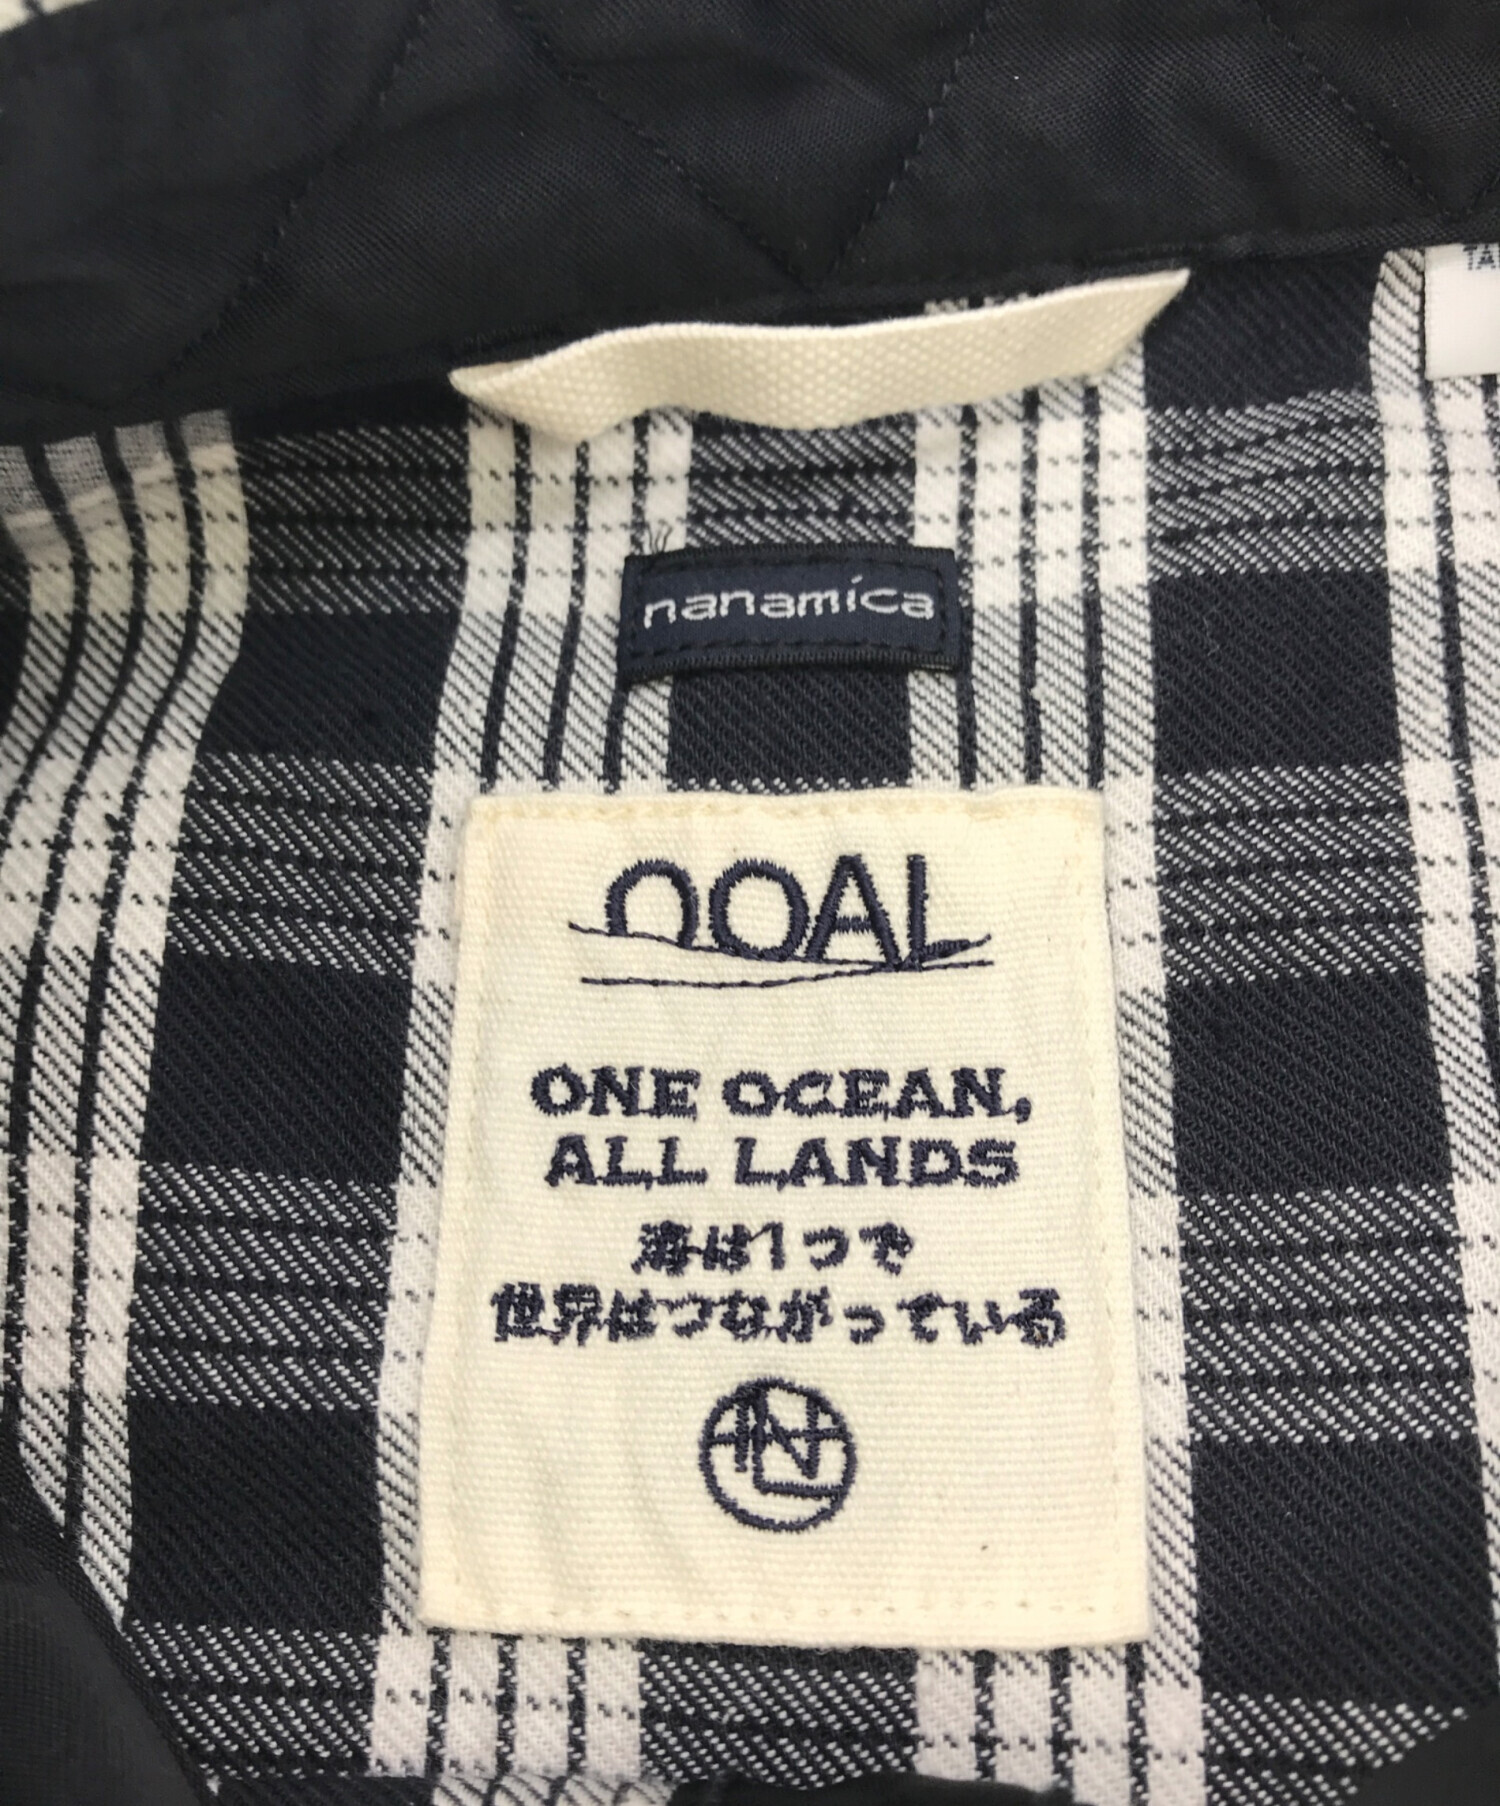 nanamica
nOAL
ONE OCEAN,
ALL LANDS
海は1つで
世界はつながっている